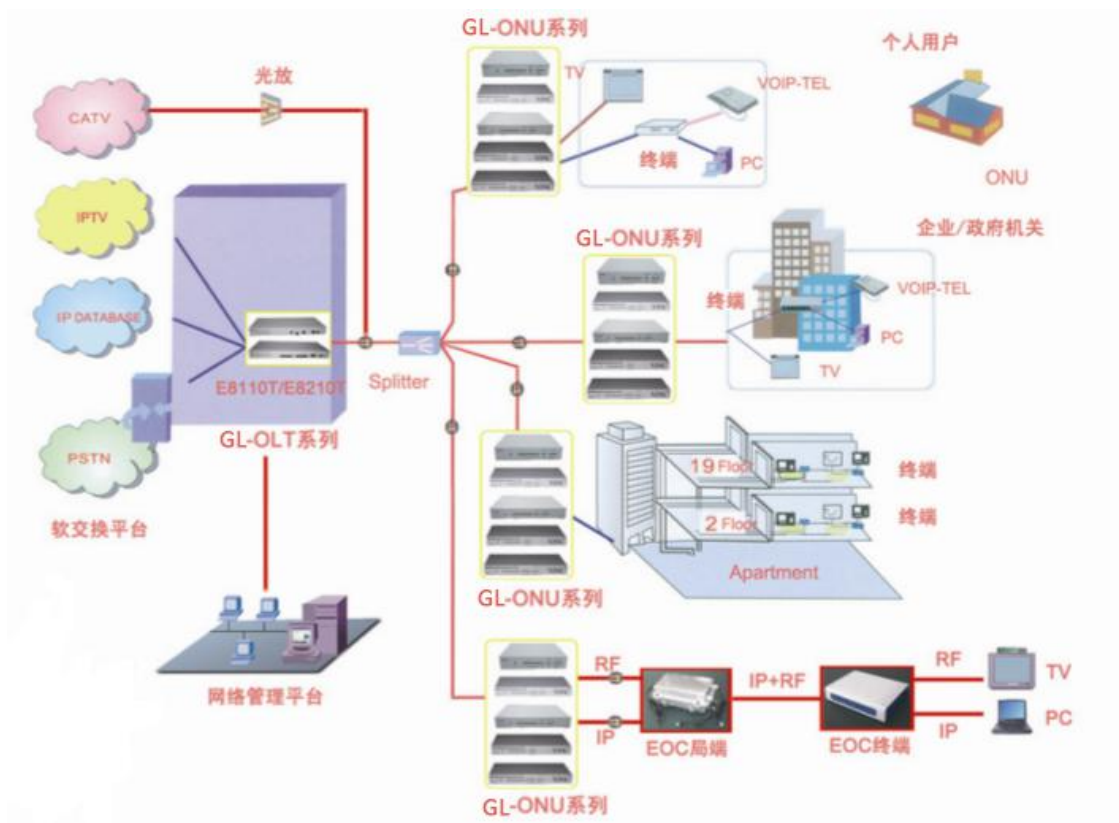 GL-ONU系列
个人用户
光放
TV
VOIP-TEL
CATV
终端
PC
ONU
IPTV
GL-ONU系列
企业/政府机关
终端
VOIP-TEL
IP DATABASE
PC
E8110T/E8210T
Splitter
TV
GL-OLT系列
PSTN
19 Floor
终端
软交换平台
2 Floor
终端
Apartment
GL-ONU系列
RF
IP+RF
RF
TV
网络管理平台
IP
EOC局端
EOC终端
IP
PC
GL-ONU系列